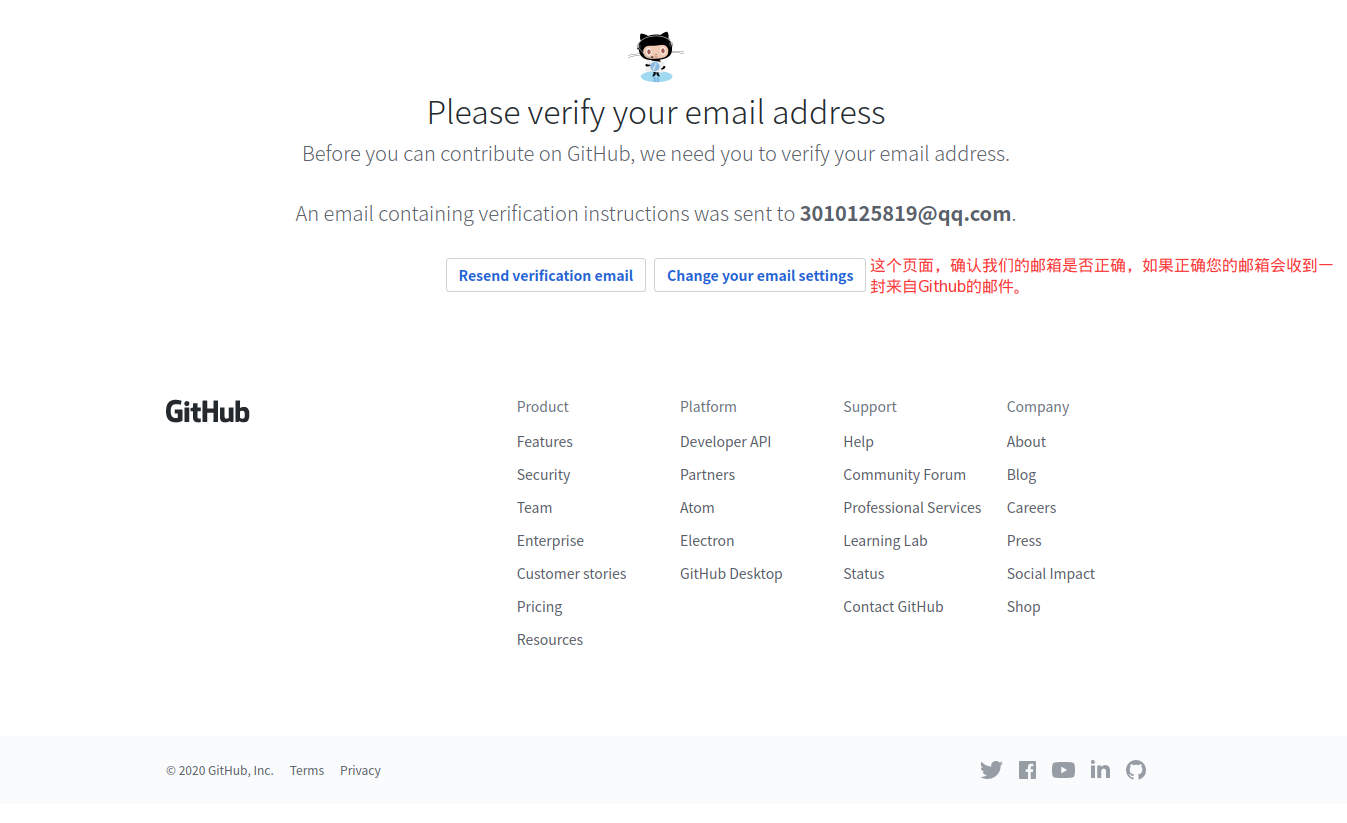 Please verify your email address
Before you can contribute on GitHub, we need you to verify your email address.
An email containing verification instructions was sent to 3010125819@qq.com.
Resend verification email
Change your email settings
这个页面，确认我们的邮箱是否正确，如果正确您的邮箱会收到一
封来自Github的邮件。
GitHub
Product
Features
Security
Team
Enterprise
Customer stories
Pricing
Resources
Platform
Developer API
Partners
Atom
Electron
GitHub Desktop
Support
Help
Community Forum
Professional Services
Learning Lab
Status
Contact GitHub
Company
About
Blog
Careers
Press
Social Impact
Shop
© 2020 GitHub, Inc.
Terms
Privacy